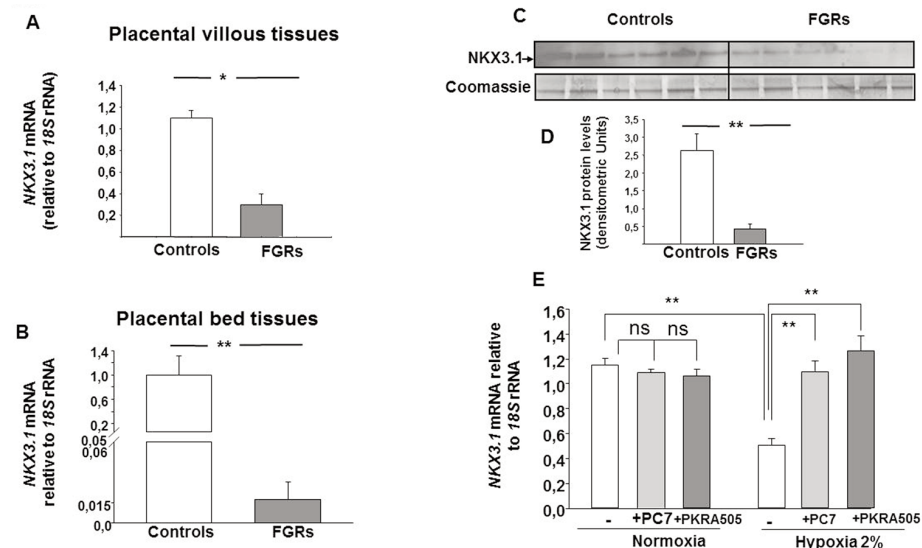 A
Placental villous tissues
NKX3.1 mRNA
(relative to 18S rRNA)
1,4
1,2
1,0
0,8
0,6
0,4
0,2
*
Controls
FGRs
B
Placental bed tissues
NKX3.1 mRNA
relative to 18S rRNA
1,4
1,0
0,6
0,2
0,05
0,06
0,015
0,0
**
Controls
FGRs
C
Controls
FGRs
NKX3.1
Coomassie
D
NKX3.1 protein levels
(densitometric Units)
3,5
3,0
2,5
2,0
1,5
1,0
0,5
**
Controls
FGRs
E
NKX3.1 mRNA relative
to 18S rRNA
1,6
1,4
1,2
1,0
0,8
0,6
0,4
0,2
0,0
**
ns
ns
**
**
-
+PC7
+PKRA505
-
+PC7
+PKRA505
Normoxia
Hypoxia 2%